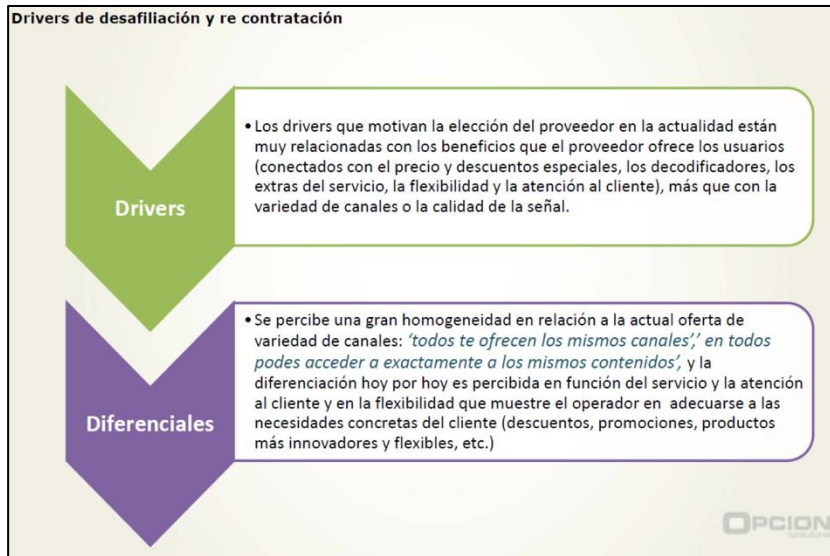 Drivers de desafiliación y re contratación
Drivers
• Los drivers que motivan la elección del proveedor en la actualidad están
muy relacionadas con los beneficios que el proveedor ofrece los usuarios
(conectados con el precio y descuentos especiales, los decodificadores, los
extras del servicio, la flexibilidad y la atención al cliente), más que con la
variedad de canales o la calidad de la señal.
Diferenciales
• Se percibe una gran homogeneidad en relación a la actual oferta de
variedad de canales: ‘todos te ofrecen los mismos canales’,’ en todos
podes acceder a exactamente a los mismos contenidos’, y la
diferenciación hoy por hoy es percibida en función del servicio y la atención
al cliente y en la flexibilidad que muestre el operador en adecuarse a las
necesidades concretas del cliente (descuentos, promociones, productos
más innovadores y flexibles, etc.)
OPCION
consultores